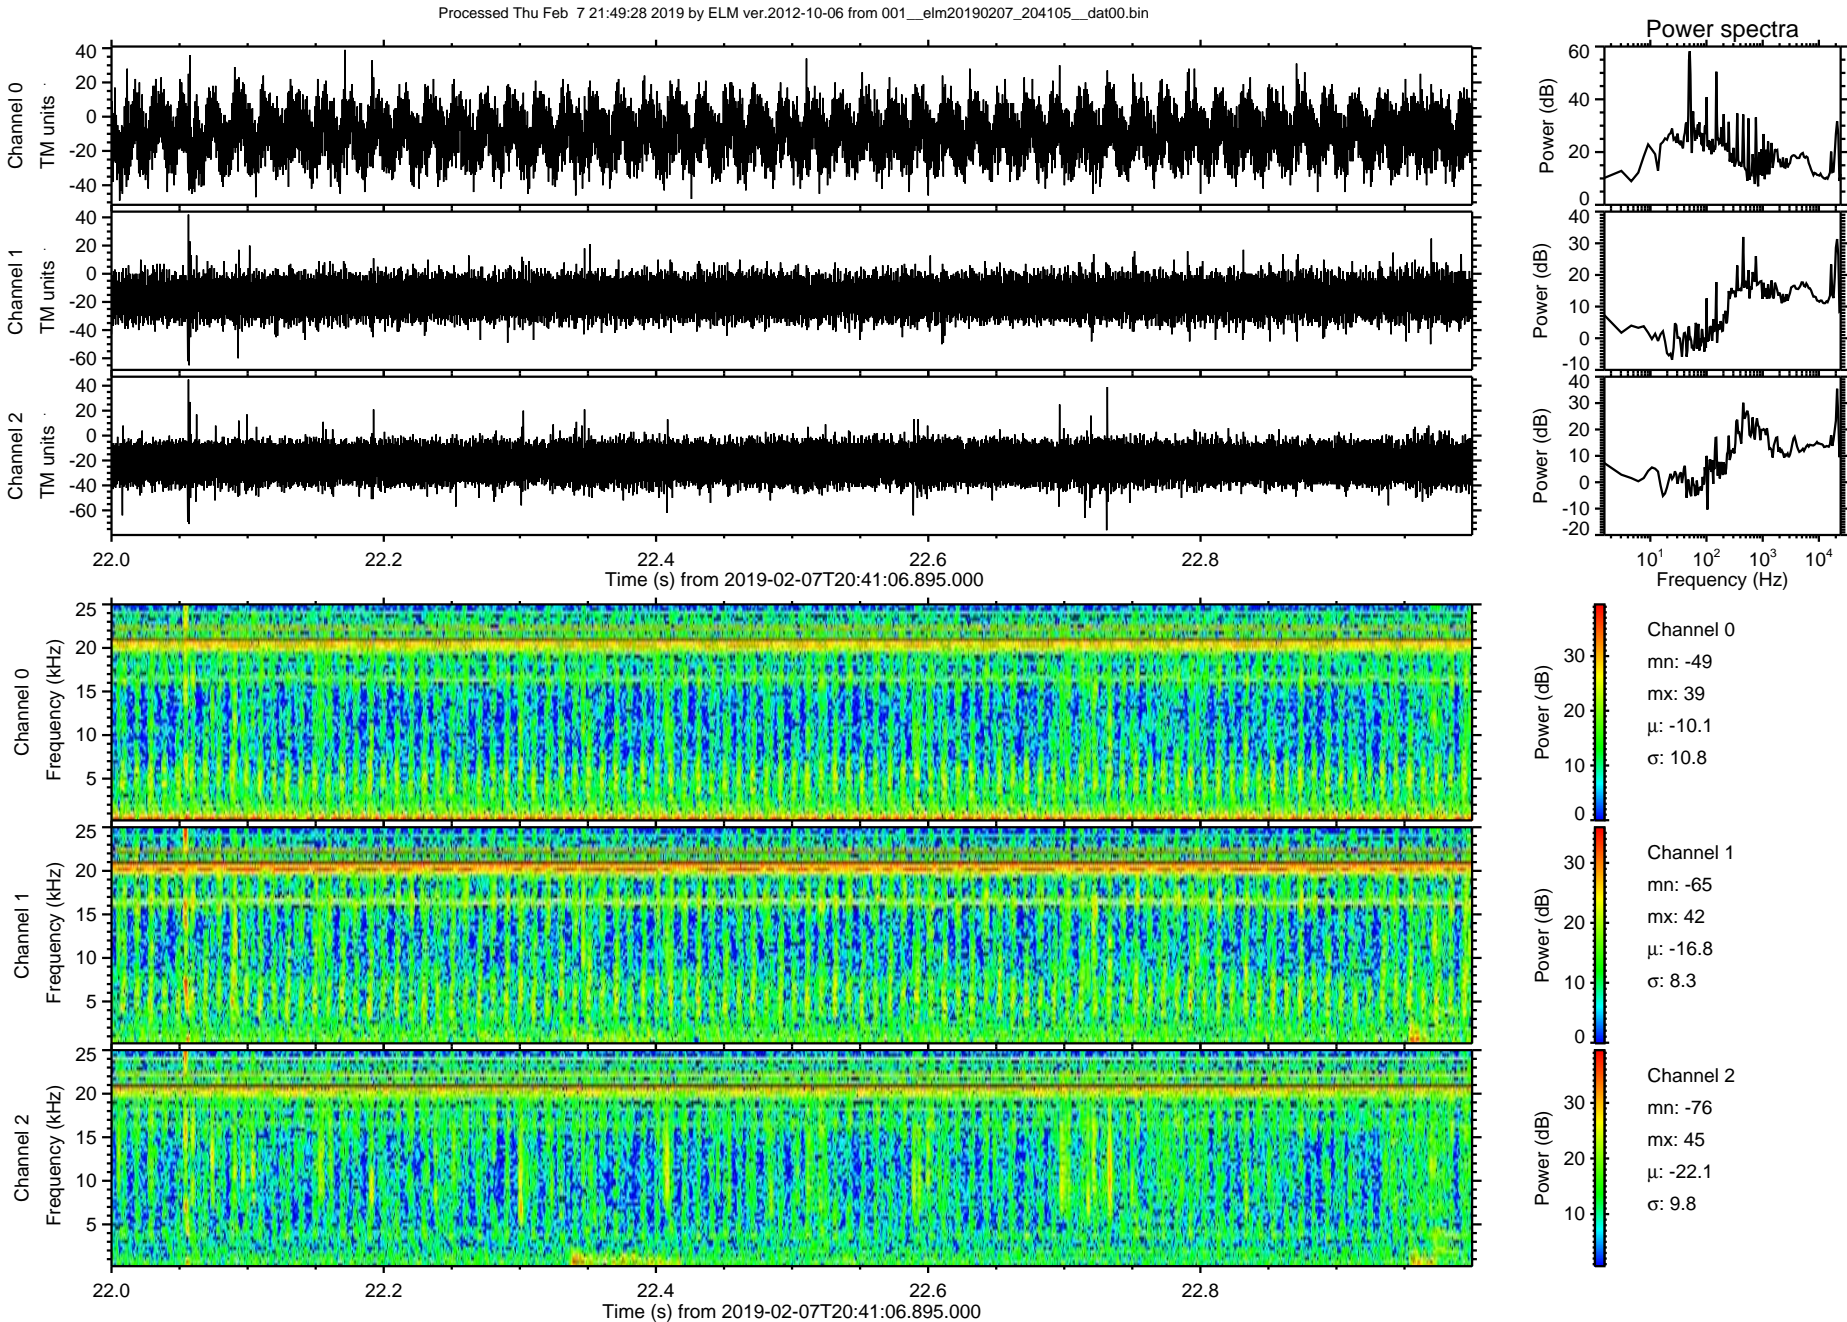 Processed Thu Feb  7 21:49:28 2019 by ELM ver.2012-10-06 from 001__elm20190207_204105__dat00.bin
Power spectra
Channel 0
TM units
40
20
0
-20
-40
Power (dB)
60
40
20
0
Channel 1
TM units
40
20
0
-20
-40
-60
Power (dB)
40
30
20
10
0
-10
Channel 2
TM units
40
20
0
-20
-40
-60
Power (dB)
40
30
20
10
0
-10
-20
22.0 22.2 22.4 22.6 22.8
Time (s) from 2019-02-07T20:41:06.895.000
10¹ 10² 10³ 10⁴
Frequency (Hz)
Channel 0
Frequency (kHz)
25
20
15
10
5
Power (dB)
30
20
10
0
Channel 0
mn: -49
mx: 39
μ: -10.1
σ: 10.8
Channel 1
Frequency (kHz)
25
20
15
10
5
Power (dB)
30
20
10
0
Channel 1
mn: -65
mx: 42
μ: -16.8
σ: 8.3
Channel 2
Frequency (kHz)
25
20
15
10
5
Power (dB)
30
20
10
Channel 2
mn: -76
mx: 45
μ: -22.1
σ: 9.8
22.0 22.2 22.4 22.6 22.8
Time (s) from 2019-02-07T20:41:06.895.000